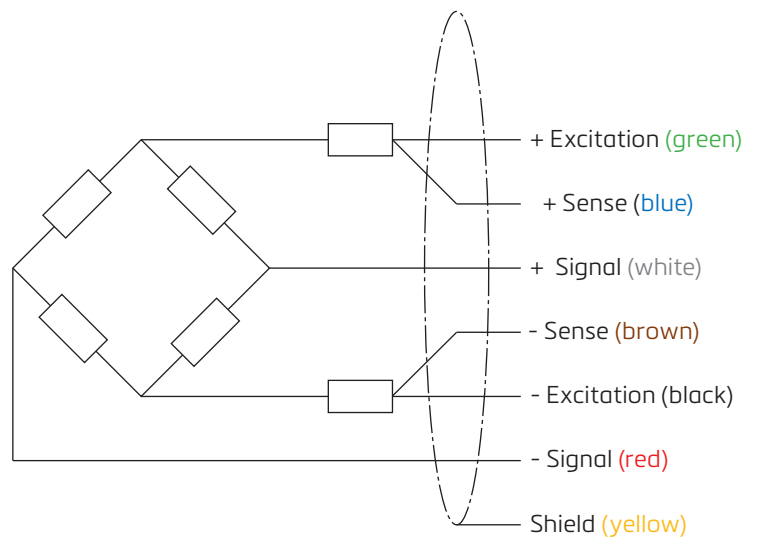 + Excitation (green)
+ Sense (blue)
+ Signal (white)
- Sense (brown)
- Excitation (black)
- Signal (red)
Shield (yellow)